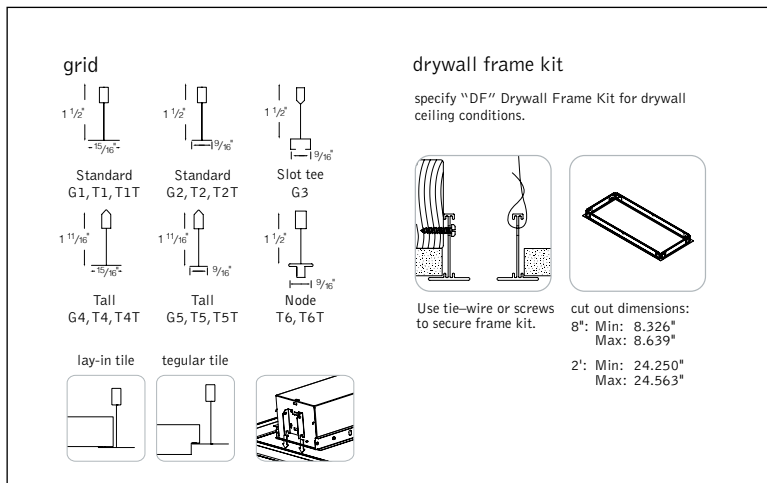 grid
1 1/2" 1 1/2" 1 1/2"
15/16" 9/16" 9/16"
Standard Standard Slot tee
G1, T1, T1T G2, T2, T2T G3
1 11/16" 1 11/16" 1 1/2"
15/16" 9/16" 9/16"
Tall Tall Node
G4, T4, T4T G5, T5, T5T T6, T6T
lay-in tile tegular tile
drywall frame kit
specify “DF” Drywall Frame Kit for drywall
ceiling conditions.
Use tie–wire or screws
to secure frame kit.
cut out dimensions:
8": Min: 8.326"
Max: 8.639"
2': Min: 24.250"
Max: 24.563"